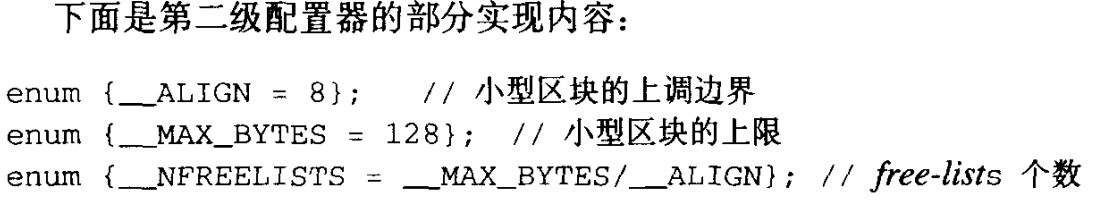 下面是第二级配置器的部分实现内容：
enum {__ALIGN = 8};   // 小型区块的上调边界
enum {__MAX_BYTES = 128};  // 小型区块的上限
enum {__NFREELISTS = __MAX_BYTES/__ALIGN}; // free-lists 个数